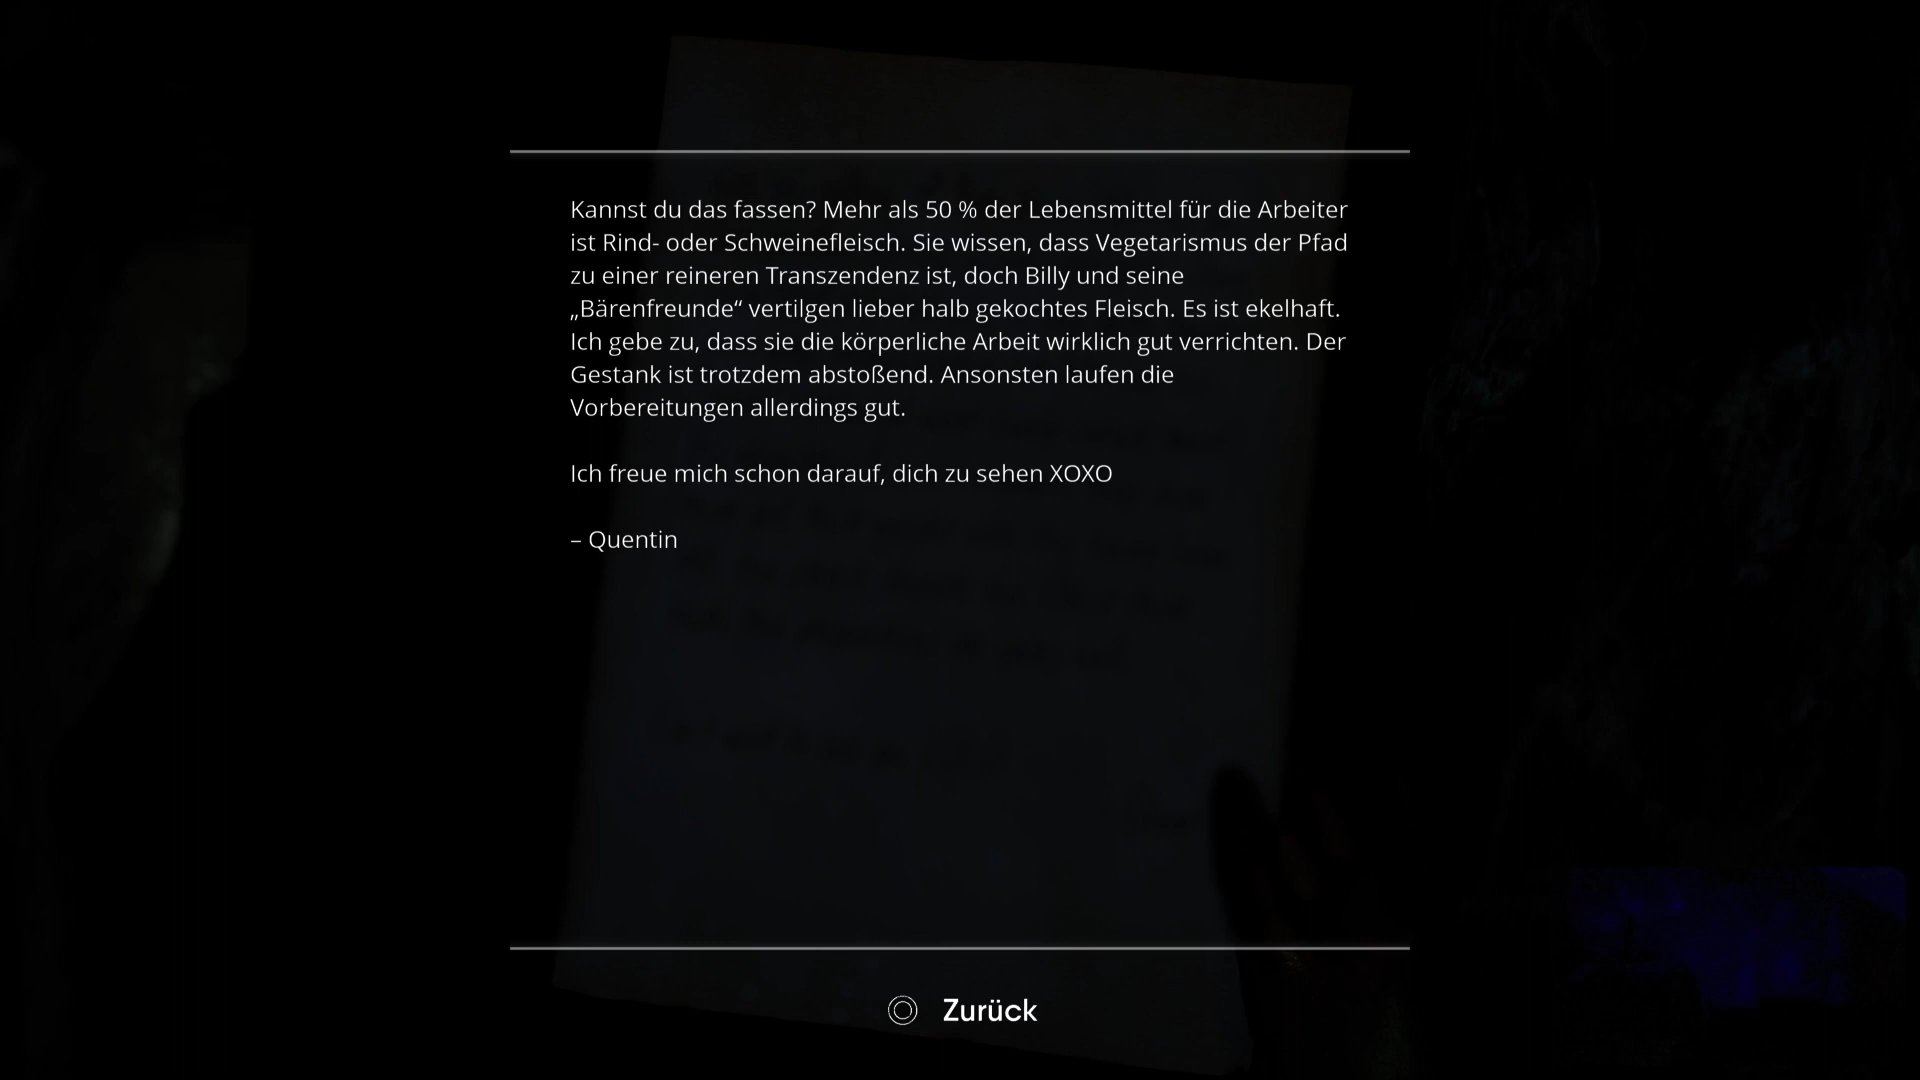 Kannst du das fassen? Mehr als 50 % der Lebensmittel für die Arbeiter
ist Rind- oder Schweinefleisch. Sie wissen, dass Vegetarismus der Pfad
zu einer reineren Transzendenz ist, doch Billy und seine
„Bärenfreunde“ vertilgen lieber halb gekochtes Fleisch. Es ist ekelhaft.
Ich gebe zu, dass sie die körperliche Arbeit wirklich gut verrichten. Der
Gestank ist trotzdem abstoßend. Ansonsten laufen die
Vorbereitungen allerdings gut.
Ich freue mich schon darauf, dich zu sehen XOXO
– Quentin
Zurück